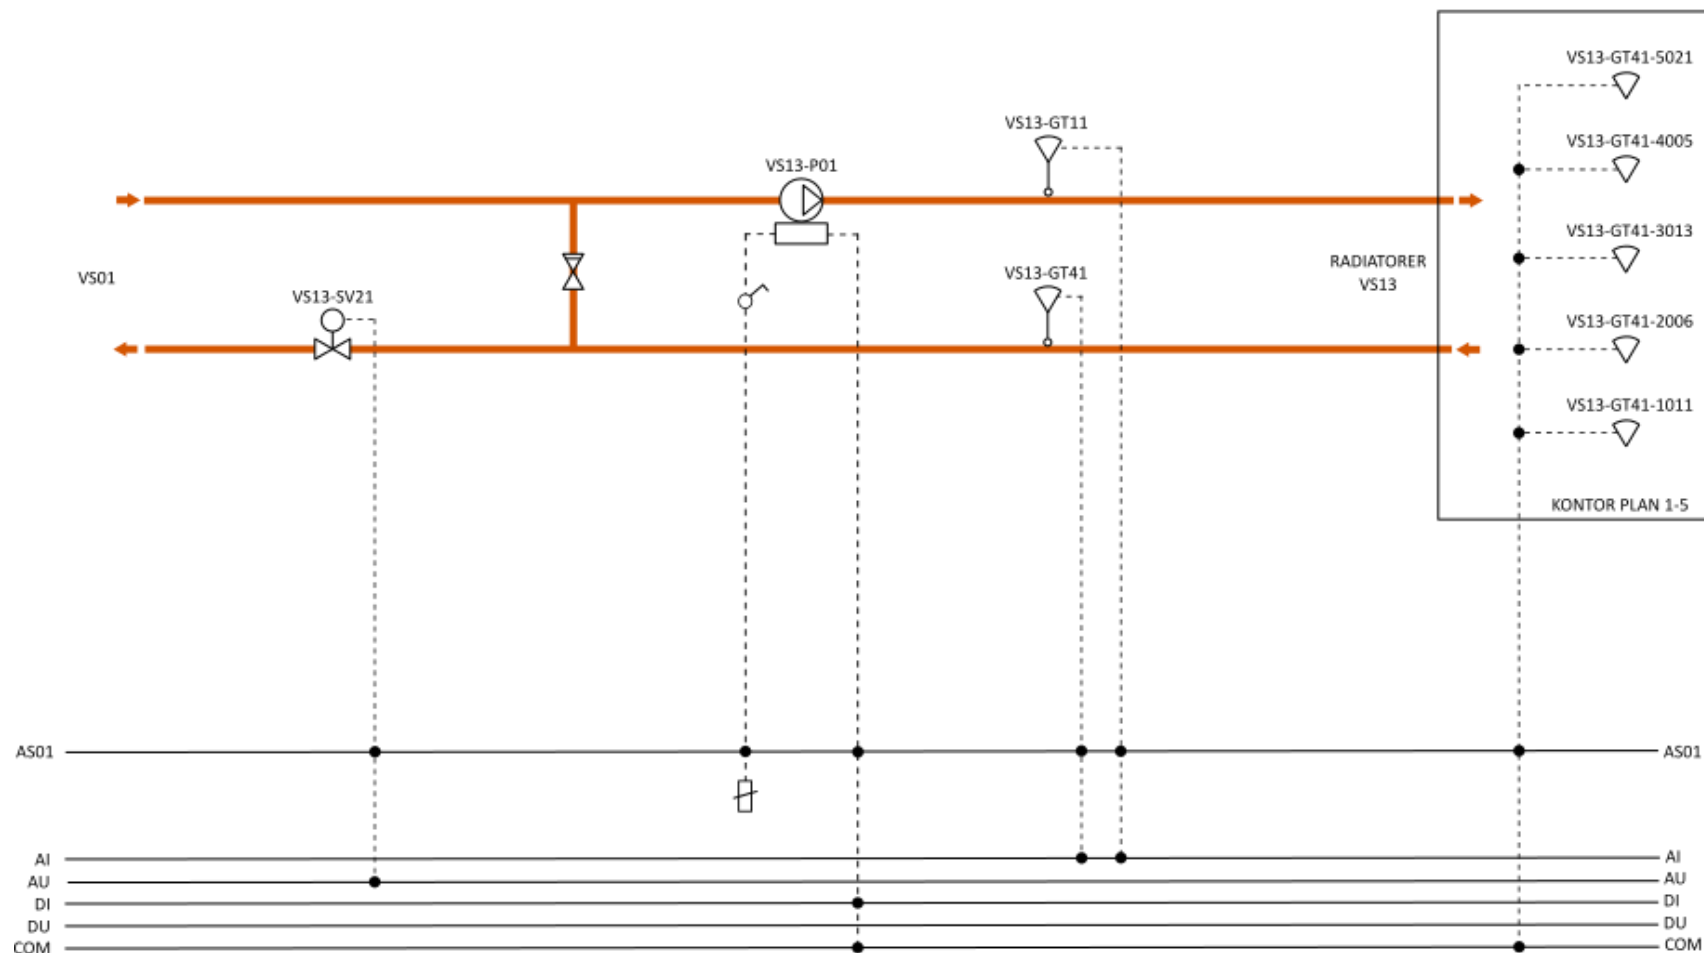 VS13-GT41-5021
VS13-GT11
VS13-GT41-4005
VS13-P01
VS13-GT41-3013
VS01
VS13-GT41
RADIATORER
VS13
VS13-SV21
VS13-GT41-2006
VS13-GT41-1011
KONTOR PLAN 1-5
AS01 AS01
AI AI
AU AU
DI DI
DU DU
COM COM